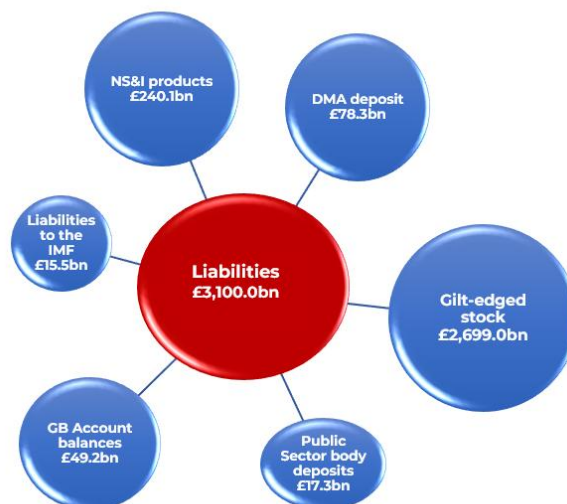 NS&I products
£240.1bn
DMA deposit
£78.3bn
Liabilities
to the
IMF
£15.5bn
Liabilities
£3,100.0bn
Gilt-edged
stock
£2,699.0bn
GB Account
balances
£49.2bn
Public
Sector body
deposits
£17.3bn